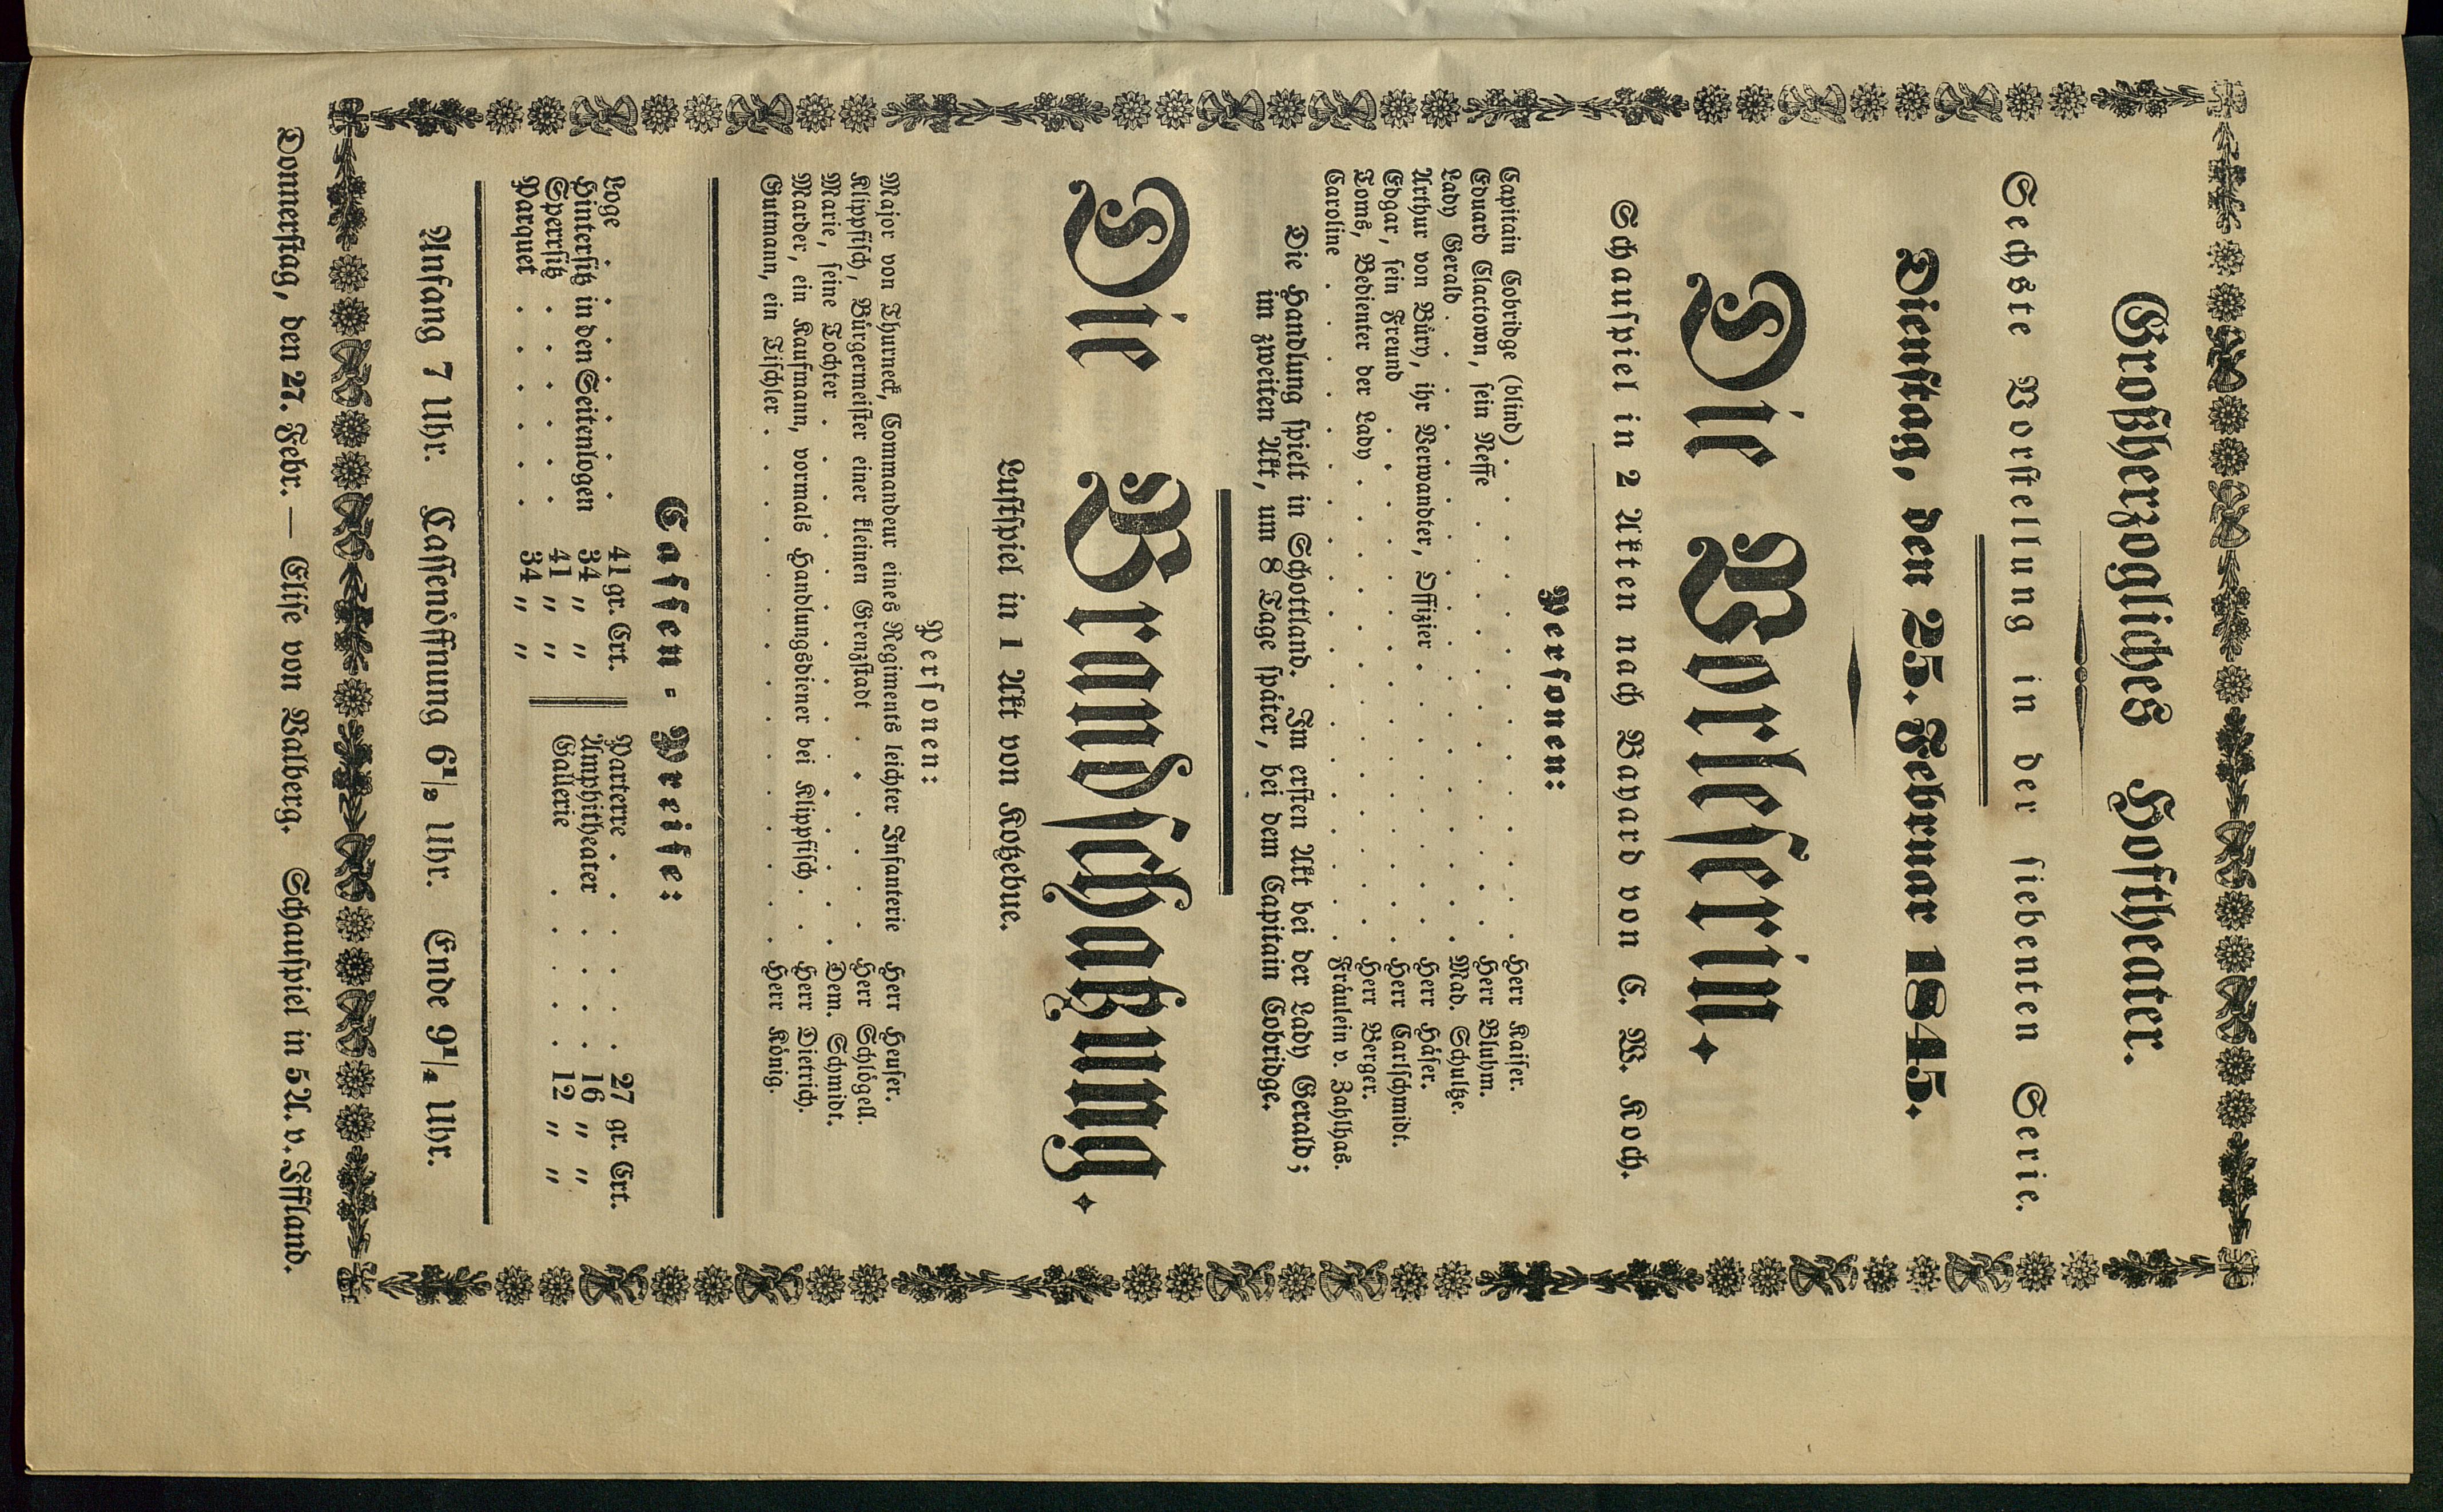 Großherzogliches Hoftheater.
Sechste Vorstellung in der siebenten Serie.
Dienstag, den 25. Februar 1845.
Die Vorleserin.
Schauspiel in 2 Akten nach Bayard von C. W. Koch.
Personen:
Capitain Cobridge (blind) . . . . . . . . Herr Kaiser.
Eduard Clactown, sein Neffe . . . . . . . . Herr Bluhm.
Lady Gerald . . . . . . . . Mad. Schultze.
Arthur von Büry, ihr Verwandter, Offizier . . . . . . . . Herr Häser.
Edgar, sein Freund . . . . . . . . Herr Carlschmidt.
Toms, Bedienter der Lady . . . . . . . . Herr Berger.
Caroline . . . . . . . . Fräulein v. Zahlhas.
Die Handlung spielt in Schottland. Im ersten Akt bei der Lady Gerald;
im zweiten Akt, um 8 Tage später, bei dem Capitain Cobridge.
Die Brandschatzung.
Lustspiel in 1 Akt von Kotzebue.
Personen:
Major von Thurneck, Commandeur eines Regiments leichter Infanterie Herr Heuser.
Klippfisch, Bürgermeister einer kleinen Grenzstadt . . . . . Herr Schlögell.
Marie, seine Tochter . . . . . . . . Dem. Schmidt.
Marder, ein Kaufmann, vormals Handlungsdiener bei Klippfisch . . . Herr Dietrich.
Gutmann, ein Tischler . . . . . . . . Herr König.
Cassen-Preise:
Loge . . . . . . 41 gr. Crt.
Hintersitz in den Seitenlogen 34 " "
Sperrsitz . . . . . . 41 " "
Parquet . . . . . . 34 " "
Parterre . . . . . 27 gr. Crt.
Amphitheater . . . 16 " "
Gallerie . . . . . 12 " "
Anfang 7 Uhr. Cassenöffnung 6½ Uhr. Ende 9¼ Uhr.
Donnerstag, den 27. Febr. — Elise von Valberg. Schauspiel in 5 A. v. Iffland.